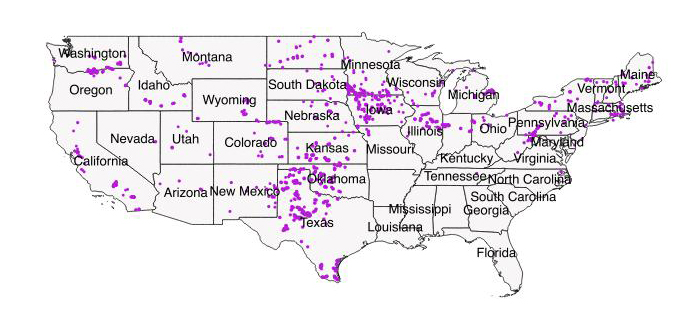 Washington
Montana
Minnesota
Maine
Oregon
Idaho
South Dakota
Wisconsin
Vermont
Wyoming
Michigan
Massachusetts
Nebraska
Iowa
Nevada
Utah
Colorado
Illinois
Ohio
Pennsylvania
Kansas
Missouri
Maryland
California
Kentucky
Virginia
Arizona
New Mexico
Oklahoma
Tennessee
North Carolina
Texas
Mississippi
South Carolina
Georgia
Louisiana
Florida